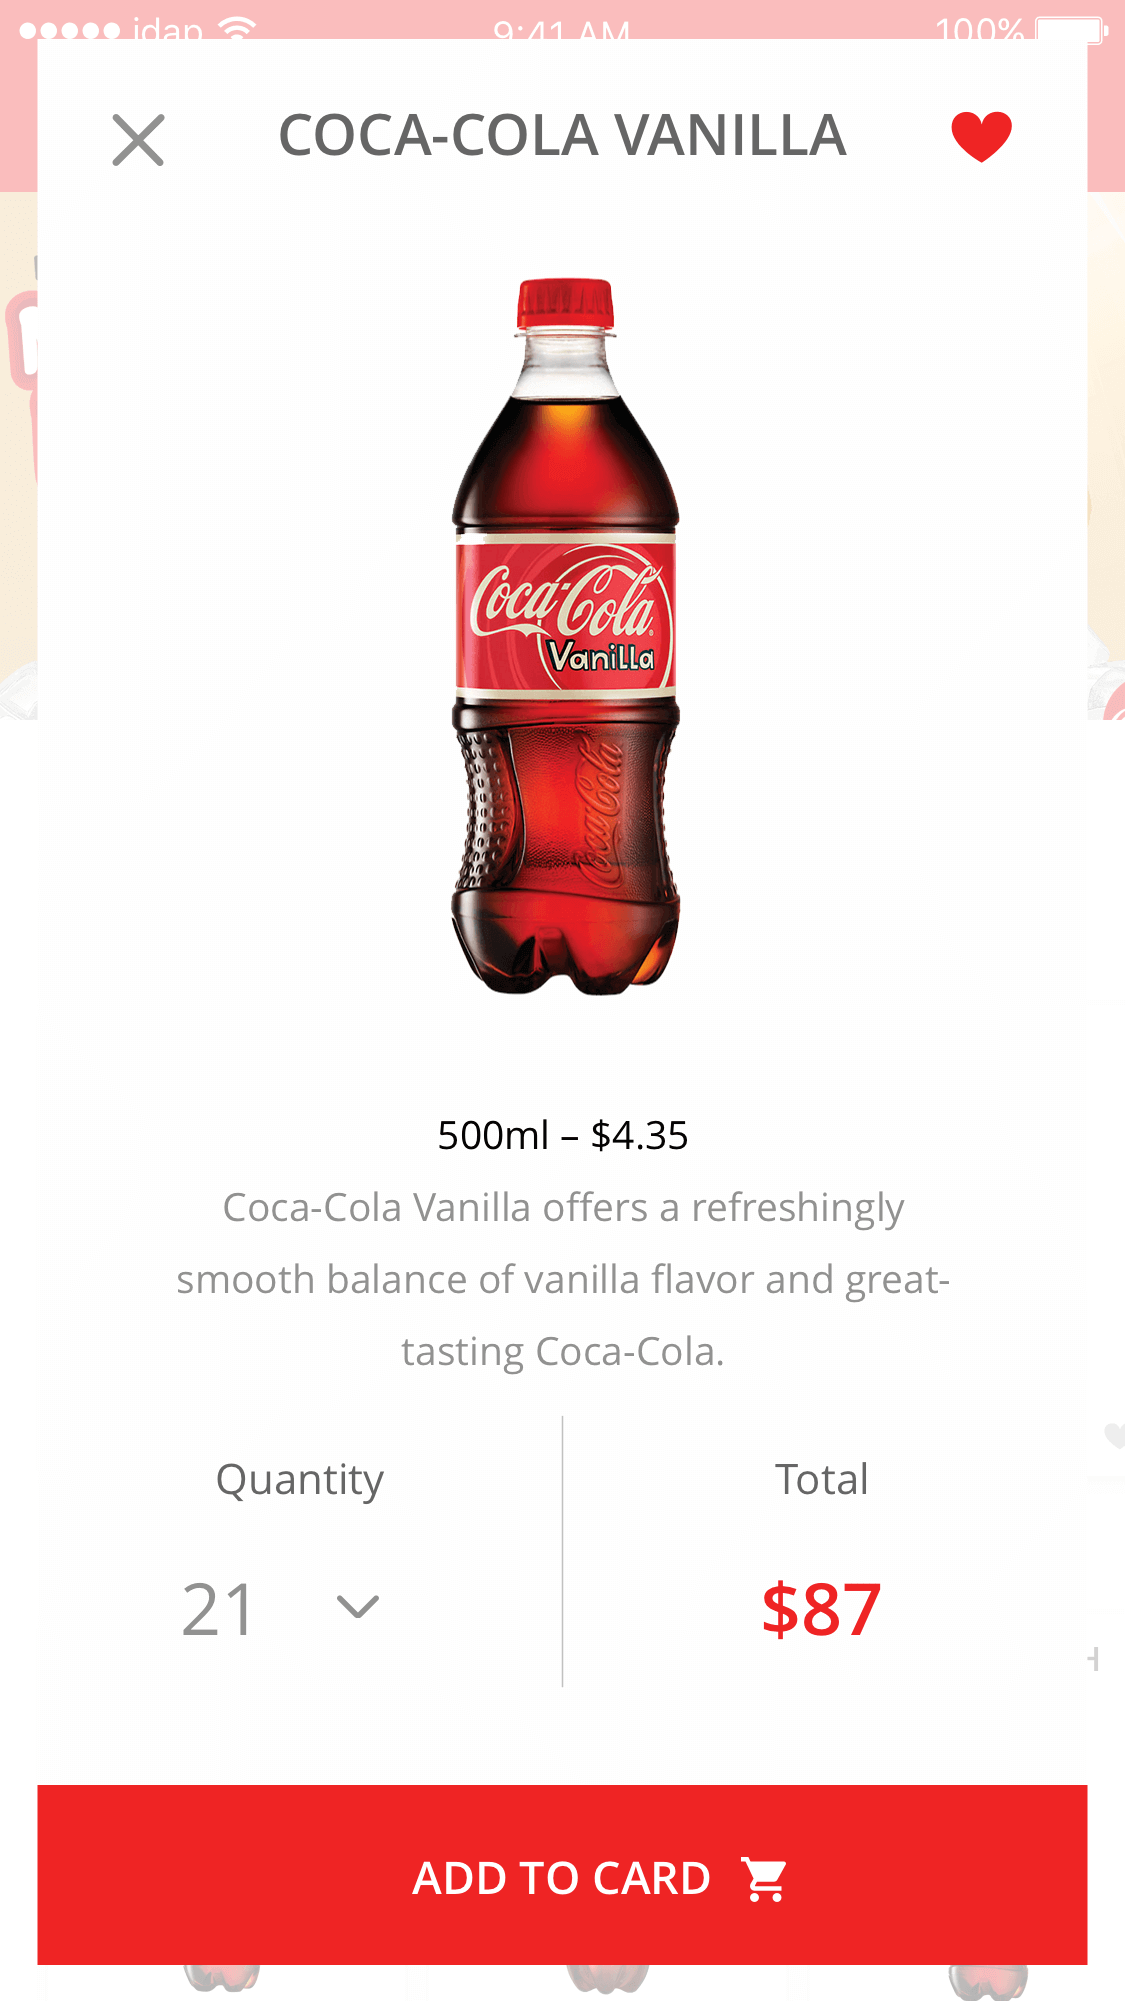 idap 9:41 AM 100%
COCA-COLA VANILLA
Coca-Cola
Vanilla
Coca-Cola
500ml – $4.35
Coca-Cola Vanilla offers a refreshingly
smooth balance of vanilla flavor and great-
tasting Coca-Cola.
Quantity
Total
21
$87
ADD TO CARD